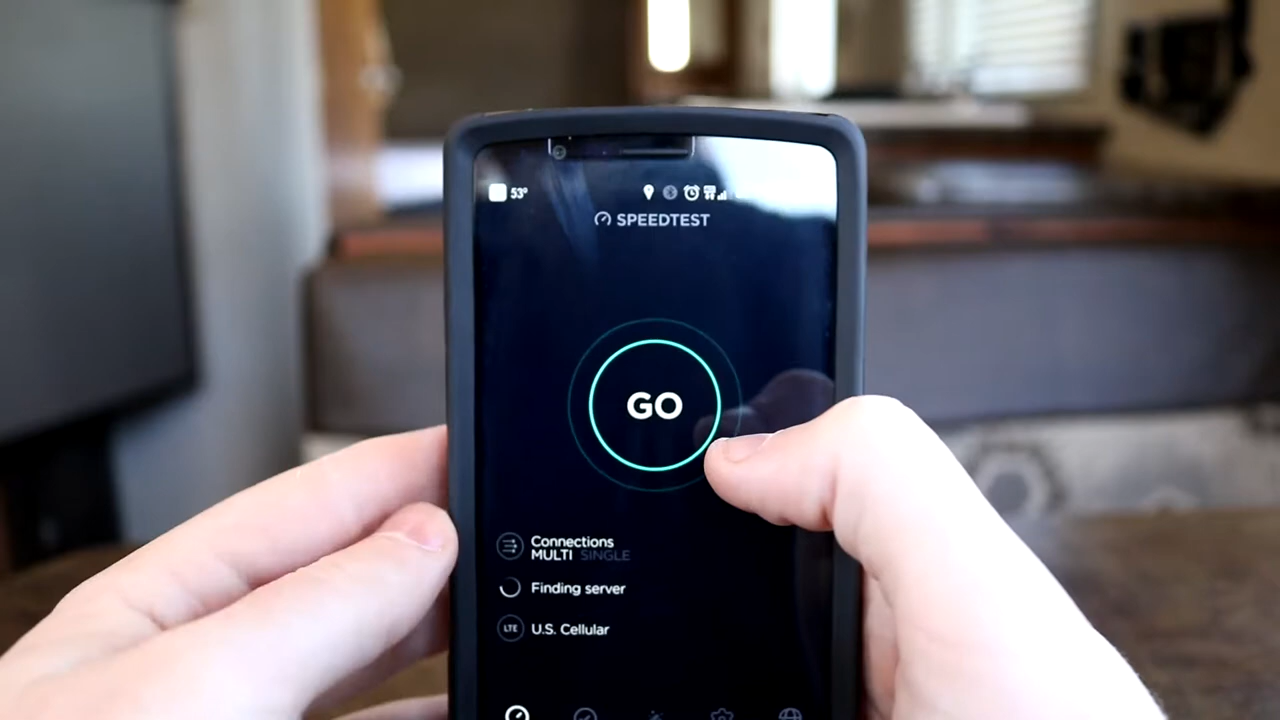 53°
SPEEDTEST
GO
Connections
MULTI SINGLE
Finding server
LTE U.S. Cellular